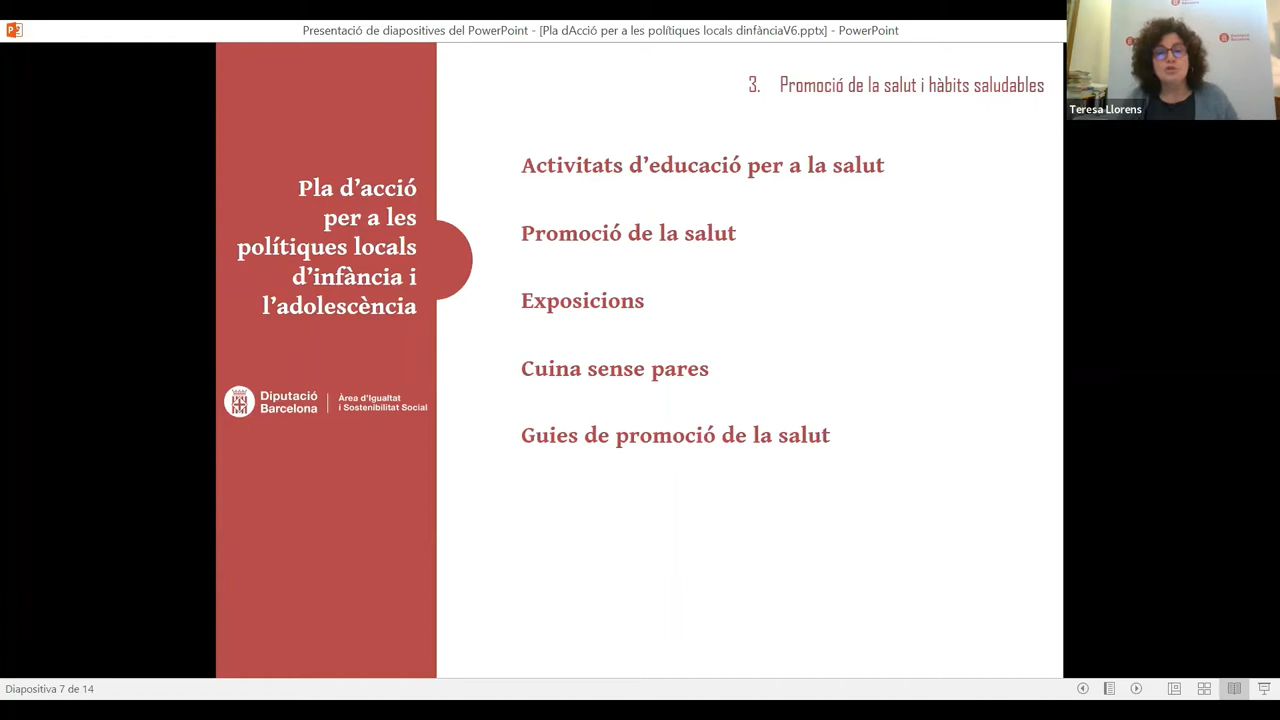 Presentació de diapositives del PowerPoint - [Pla dAcció per a les polítiques locals dinfànciaV6.pptx] - PowerPoint
Diputació
Barcelona
Teresa Llorens
3. Promoció de la salut i hàbits saludables
Pla d’acció
per a les
polítiques locals
d’infància i
l’adolescència
Diputació
Barcelona
Àrea d'Igualtat
i Sostenibilitat Social
Activitats d’educació per a la salut
Promoció de la salut
Exposicions
Cuina sense pares
Guies de promoció de la salut
Diapositiva 7 de 14